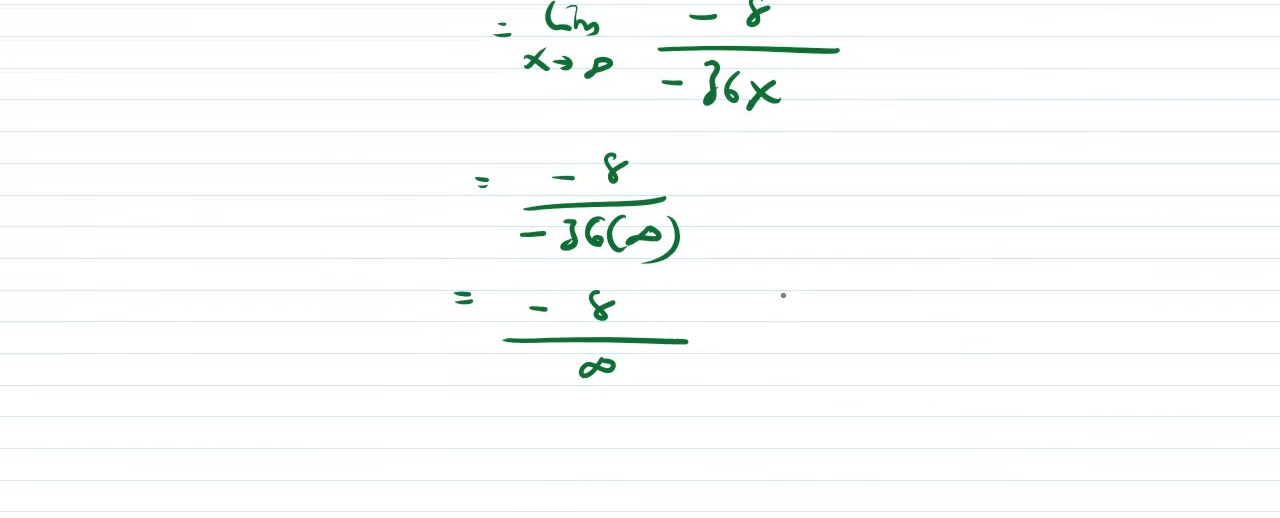 = lim x→∞ -8 / -36x
= -8 / -36(∞)
= -8 / ∞